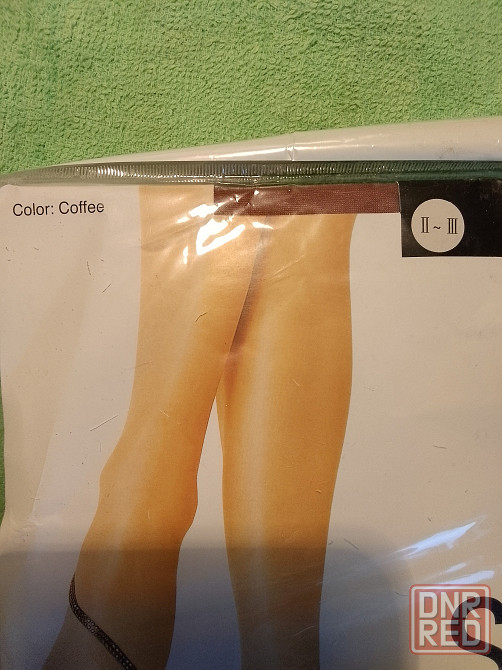 Color: Coffee
II ~ III
DNR
RED